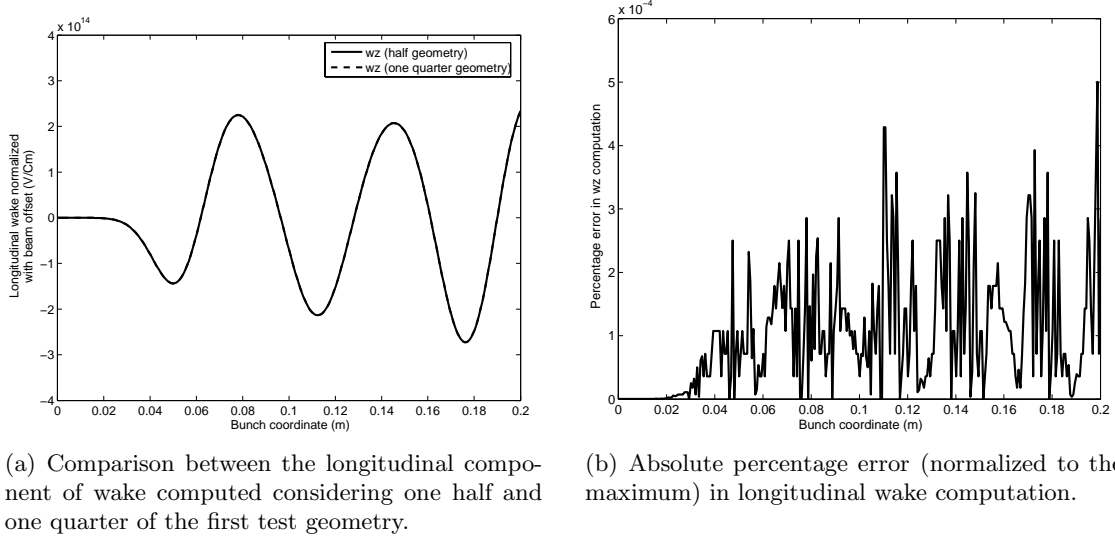 x 10^14
4
3
2
1
0
−1
−2
−3
−4
0 0.02 0.04 0.06 0.08 0.1 0.12 0.14 0.16 0.18 0.2
Bunch coordinate (m)
Longitudinal wake normalized
with beam offset (V/Cm)
wz (half geometry)
wz (one quarter geometry)
(a) Comparison between the longitudinal compo-
nent of wake computed considering one half and
one quarter of the first test geometry.
x 10^−4
6
5
4
3
2
1
0
0 0.02 0.04 0.06 0.08 0.1 0.12 0.14 0.16 0.18 0.2
Bunch coordinate (m)
Percentage error in wz computation
(b) Absolute percentage error (normalized to the
maximum) in longitudinal wake computation.